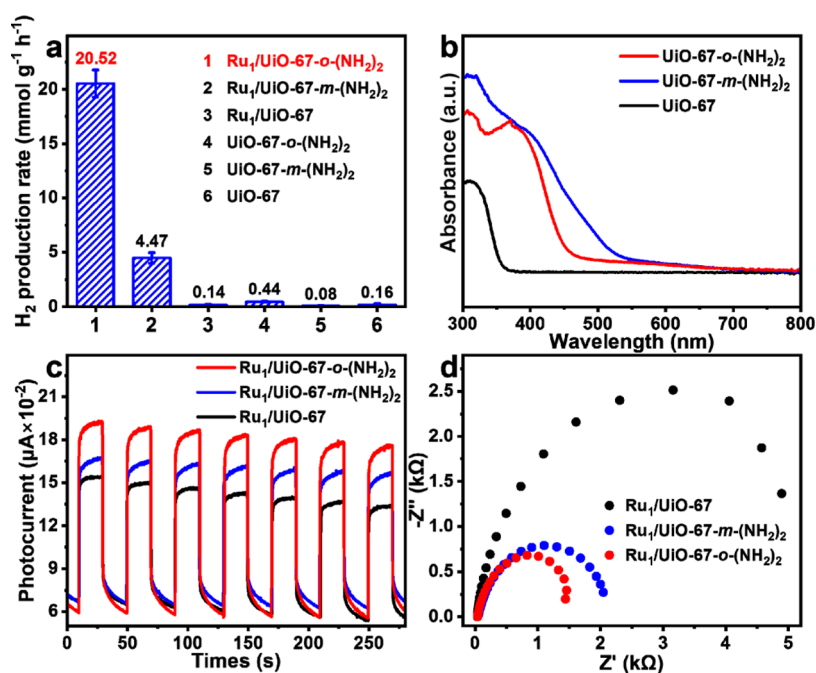 a
H₂ production rate (mmol g⁻¹ h⁻¹)
20
15
10
5
0
20.52
4.47
0.14
0.44
0.08
0.16
1 2 3 4 5 6
1 Ru₁/UiO-67-o-(NH₂)₂
2 Ru₁/UiO-67-m-(NH₂)₂
3 Ru₁/UiO-67
4 UiO-67-o-(NH₂)₂
5 UiO-67-m-(NH₂)₂
6 UiO-67
b
Absorbance (a.u.)
UiO-67-o-(NH₂)₂
UiO-67-m-(NH₂)₂
UiO-67
300 400 500 600 700 800
Wavelength (nm)
c
Photocurrent (μA×10⁻²)
21
18
15
12
9
6
Ru₁/UiO-67-o-(NH₂)₂
Ru₁/UiO-67-m-(NH₂)₂
Ru₁/UiO-67
0 50 100 150 200 250
Times (s)
d
-Z'' (kΩ)
2.5
2.0
1.5
1.0
0.5
0.0
Ru₁/UiO-67
Ru₁/UiO-67-m-(NH₂)₂
Ru₁/UiO-67-o-(NH₂)₂
0 1 2 3 4 5
Z' (kΩ)